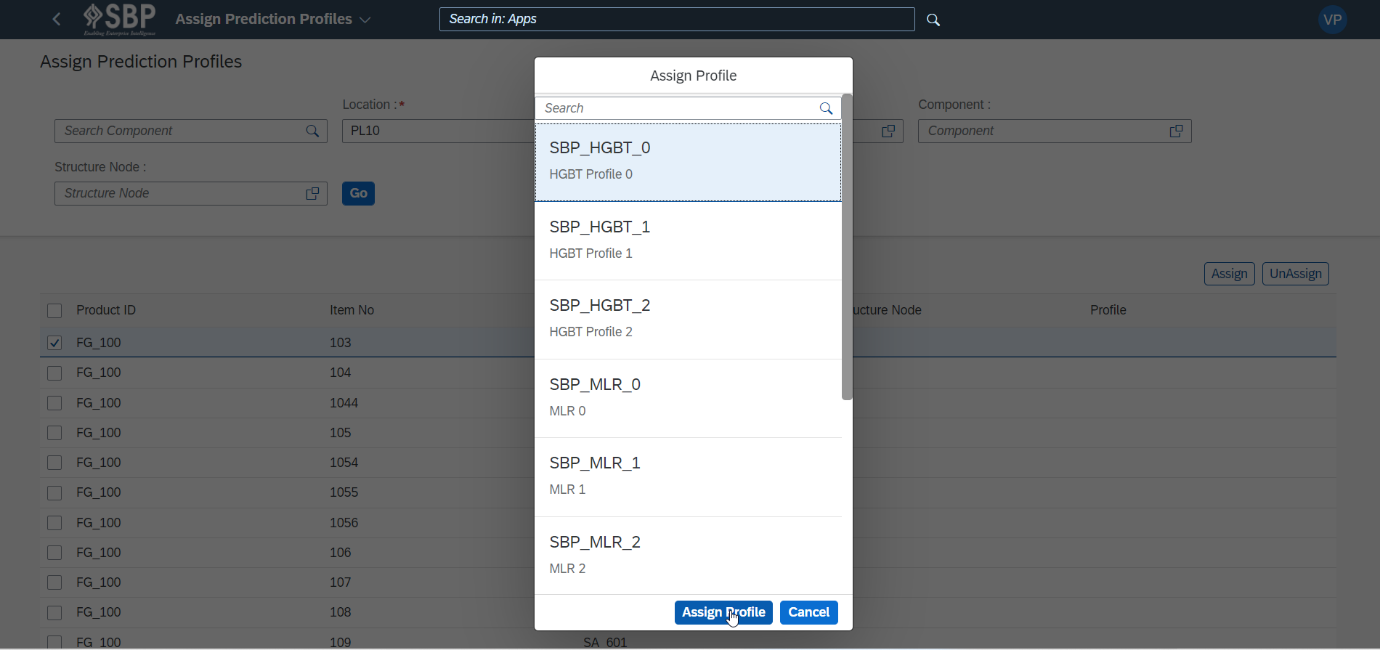 SBP
Enabling Enterprise Intelligence
Assign Prediction Profiles
Search in: Apps
VP
Assign Prediction Profiles
Location :*
Component :
Search Component
PL10
Component
Structure Node :
Structure Node
Go
Assign
UnAssign
Product ID
Item No
ucture Node
Profile
FG_100
103
FG_100
104
FG_100
1044
FG_100
105
FG_100
1054
FG_100
1055
FG_100
1056
FG_100
106
FG_100
107
FG_100
108
FG_100
109
SA_601
Assign Profile
Search
SBP_HGBT_0
HGBT Profile 0
SBP_HGBT_1
HGBT Profile 1
SBP_HGBT_2
HGBT Profile 2
SBP_MLR_0
MLR 0
SBP_MLR_1
MLR 1
SBP_MLR_2
MLR 2
Assign Profile
Cancel